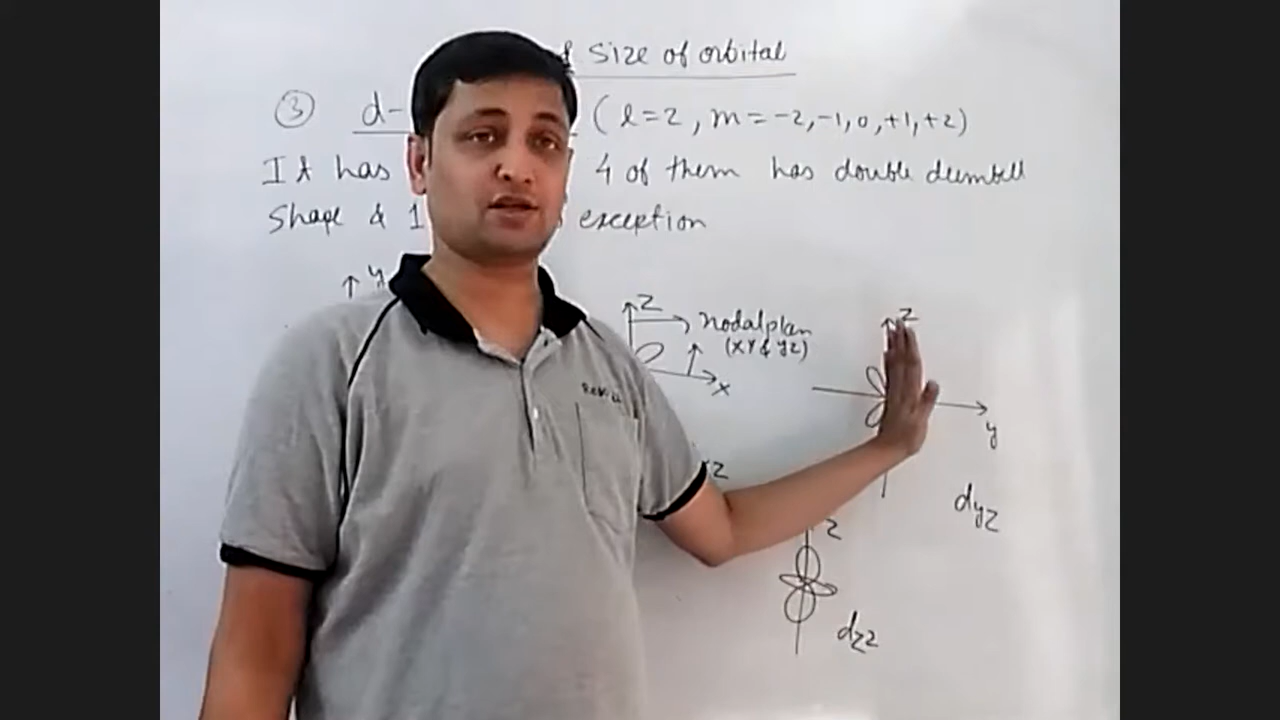 Size of orbital
③ d- (l=2, m=-2,-1,0,+1,+2)
It has 4 of them has double dumbell
Shape & 1 exception
y
z
Nodal plan
(XY & YZ)
x
z
y
z
dyz
z
dz2